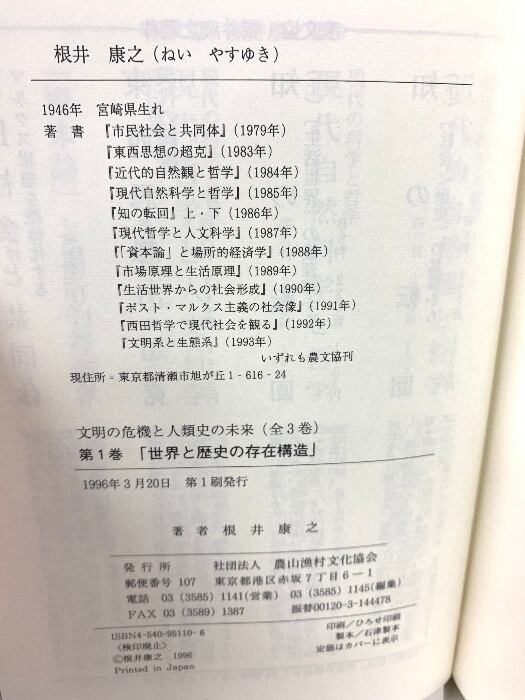 根井　康之（ねい　やすゆき）
1946年　宮崎県生れ
著　書　『市民社会と共同体』（1979年）
『東西思想の超克』（1983年）
『近代的自然観と哲学』（1984年）
『現代自然科学と哲学』（1985年）
『知の転回』上・下（1986年）
『現代哲学と人文科学』（1987年）
『「資本論」と場所的経済学』（1988年）
『市場原理と生活原理』（1989年）
『生活世界からの社会形成』（1990年）
『ポスト・マルクス主義の社会像』（1991年）
『西田哲学で現代社会を観る』（1992年）
『文明系と生態系』（1993年）
いずれも農文協刊
現住所＝東京都清瀬市旭が丘1-616-24
文明の危機と人類史の未来（全3巻）
第1巻　「世界と歴史の存在構造」
1996年3月20日　第1刷発行
著者　根井康之
発行所　社団法人　農山漁村文化協会
郵便番号107　東京都港区赤坂7丁目6－1
電話　03（3585）1141（営業）　03（3585）1145（編集）
FAX　03（3589）1387　振替00120-3-144478
ISBN4-540-95110-6
〈検印廃止〉
©根井康之　1996
Printed in Japan
印刷/ひろせ印刷
製本/石津製本
定価はカバーに表示